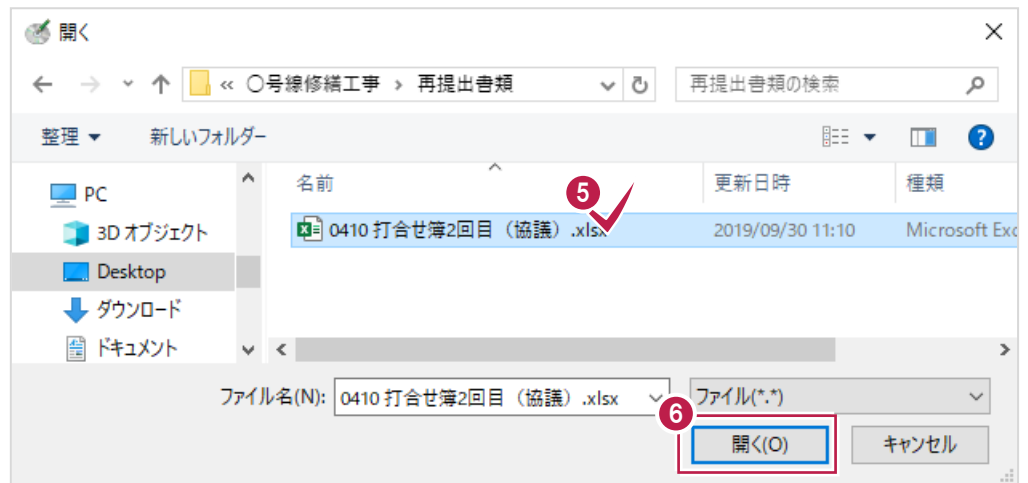 開く
« 〇号線修繕工事 › 再提出書類
再提出書類の検索
整理
新しいフォルダー
名前
更新日時
種類
PC
3D オブジェクト
Desktop
ダウンロード
ドキュメント
5
0410 打合せ簿2回目（協議）.xlsx
2019/09/30 11:10
Microsoft Exc
ファイル名(N):
0410 打合せ簿2回目（協議）.xlsx
ファイル(*.*)
6
開く(O)
キャンセル